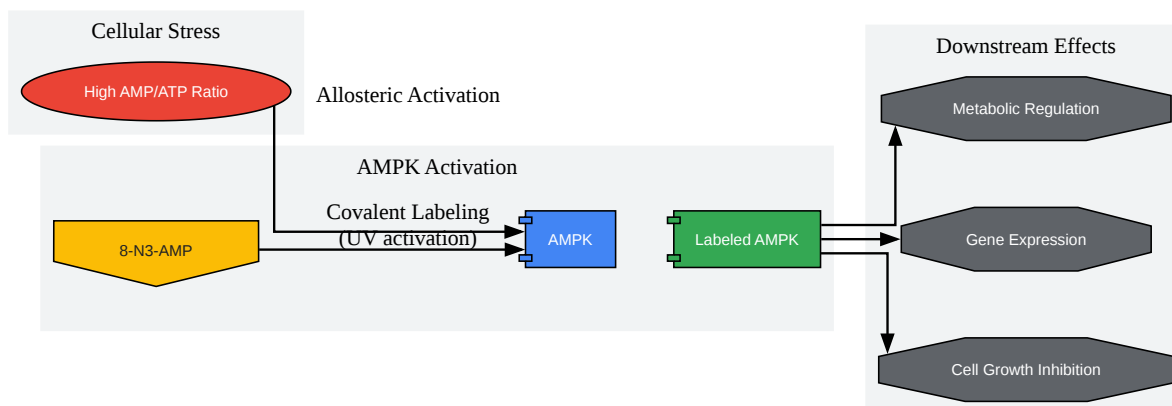 Cellular Stress
High AMP/ATP Ratio
Allosteric Activation
AMPK Activation
Covalent Labeling
(UV activation)
8-N3-AMP
AMPK
Labeled AMPK
Downstream Effects
Metabolic Regulation
Gene Expression
Cell Growth Inhibition